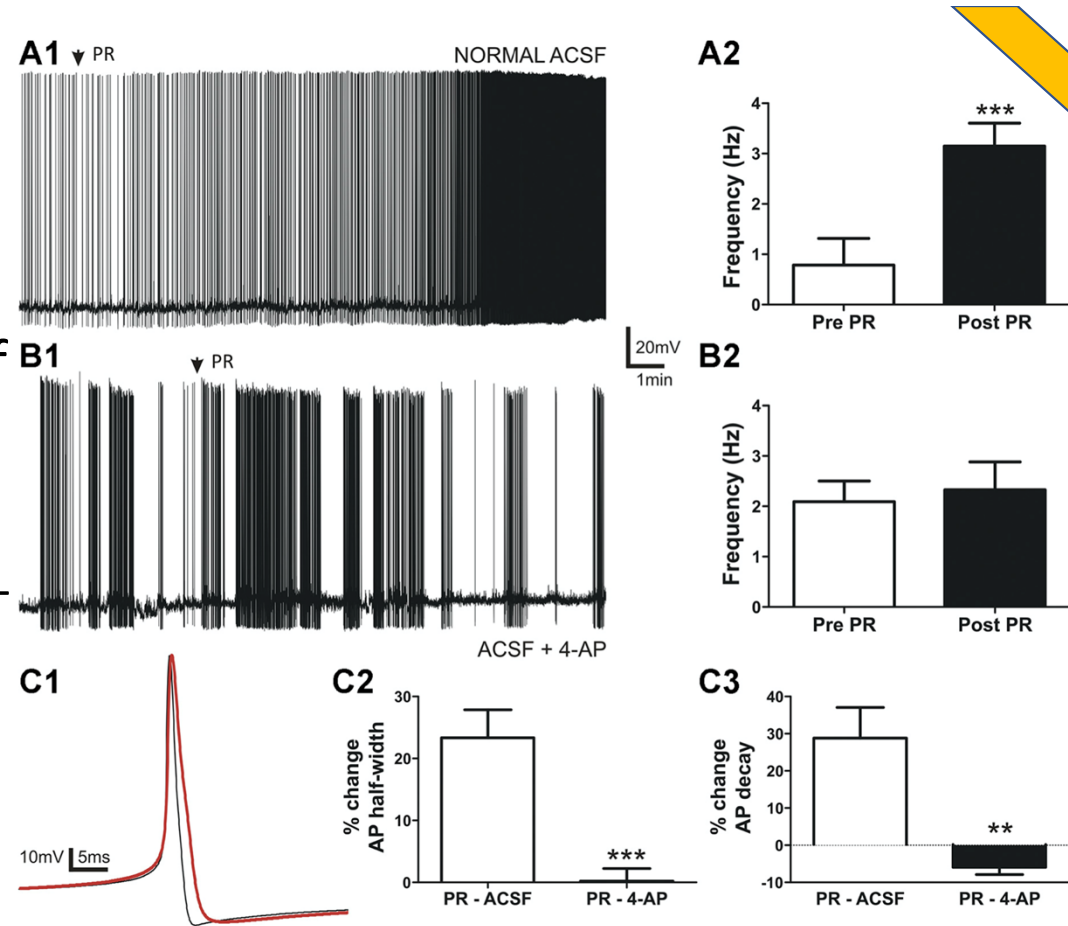 A1
PR
NORMAL ACSF
A2
Frequency (Hz)
4
3
2
1
0
***
Pre PR
Post PR
20mV
1min
B1
PR
ACSF + 4-AP
B2
Frequency (Hz)
4
3
2
1
0
Pre PR
Post PR
C1
10mV
5ms
C2
% change
AP half-width
30
20
10
0
***
PR - ACSF
PR - 4-AP
C3
% change
AP decay
40
30
20
10
0
-10
**
PR - ACSF
PR - 4-AP